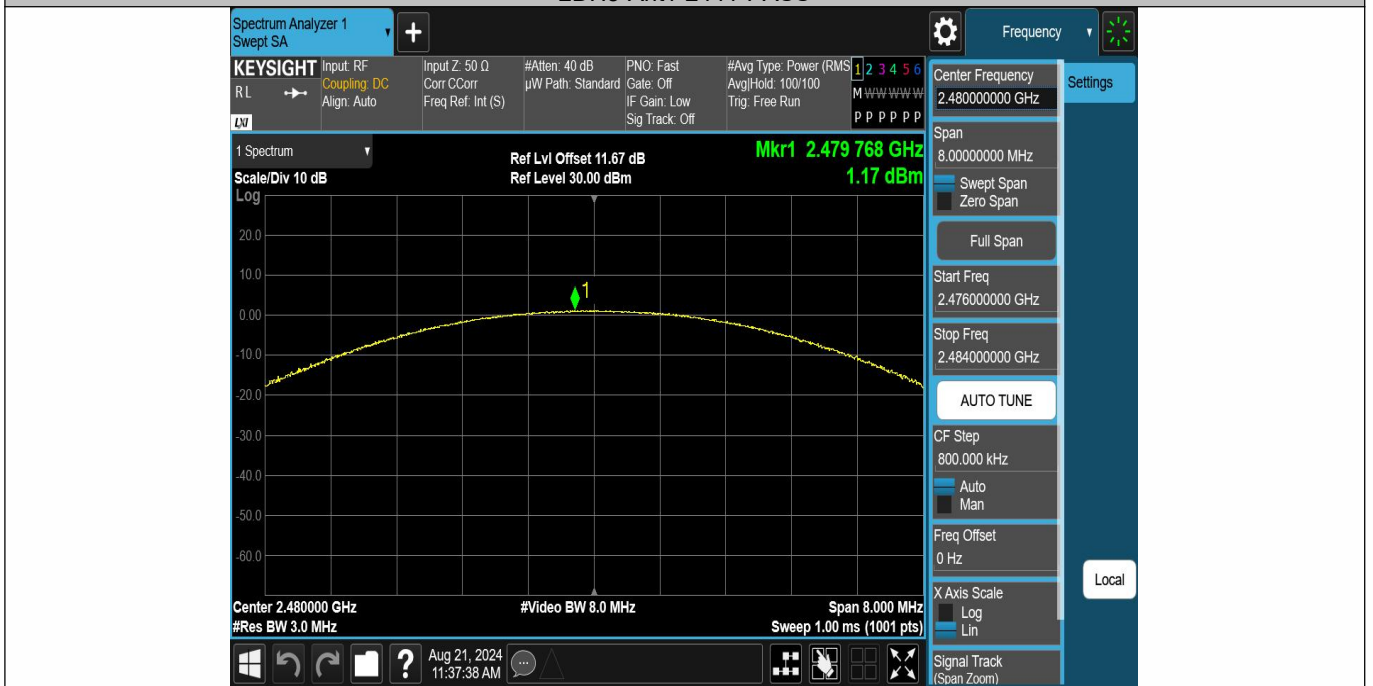 Spectrum Analyzer 1
Swept SA
Frequency
KEYSIGHT
RL
LXI
Input: RF
Coupling: DC
Align: Auto
Input Z: 50 Ω
Corr CCorr
Freq Ref: Int (S)
#Atten: 40 dB
µW Path: Standard
PNO: Fast
Gate: Off
IF Gain: Low
Sig Track: Off
#Avg Type: Power (RMS
Avg|Hold: 100/100
Trig: Free Run
1 2 3 4 5 6
M W W W W W
P P P P P P
1 Spectrum
Scale/Div 10 dB
Log
Ref Lvl Offset 11.67 dB
Ref Level 30.00 dBm
Mkr1 2.479 768 GHz
1.17 dBm
20.0
10.0
1
0.00
-10.0
-20.0
-30.0
-40.0
-50.0
-60.0
Center 2.480000 GHz
#Res BW 3.0 MHz
#Video BW 8.0 MHz
Span 8.000 MHz
Sweep 1.00 ms (1001 pts)
Center Frequency
2.480000000 GHz
Settings
Span
8.00000000 MHz
Swept Span
Zero Span
Full Span
Start Freq
2.476000000 GHz
Stop Freq
2.484000000 GHz
AUTO TUNE
CF Step
800.000 kHz
Auto
Man
Freq Offset
0 Hz
Local
X Axis Scale
Log
Lin
Signal Track
(Span Zoom)
Aug 21, 2024
11:37:38 AM